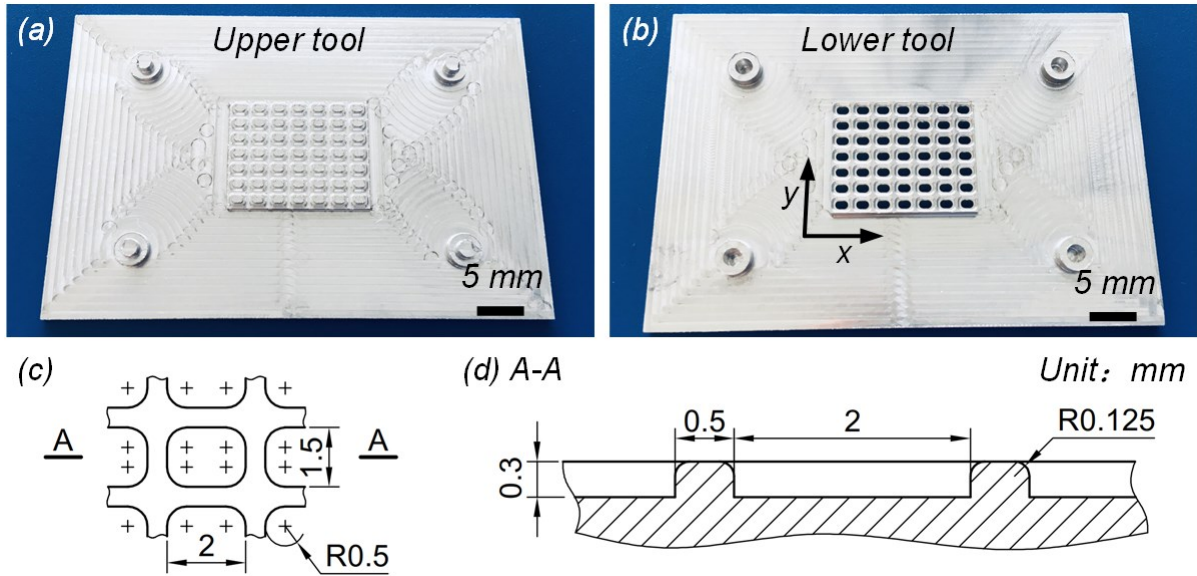 (a) Upper tool
5 mm
(b) Lower tool
y
x
5 mm
(c)
A A
1.5
2
R0.5
(d) A-A Unit: mm
0.5 2 R0.125
0.3